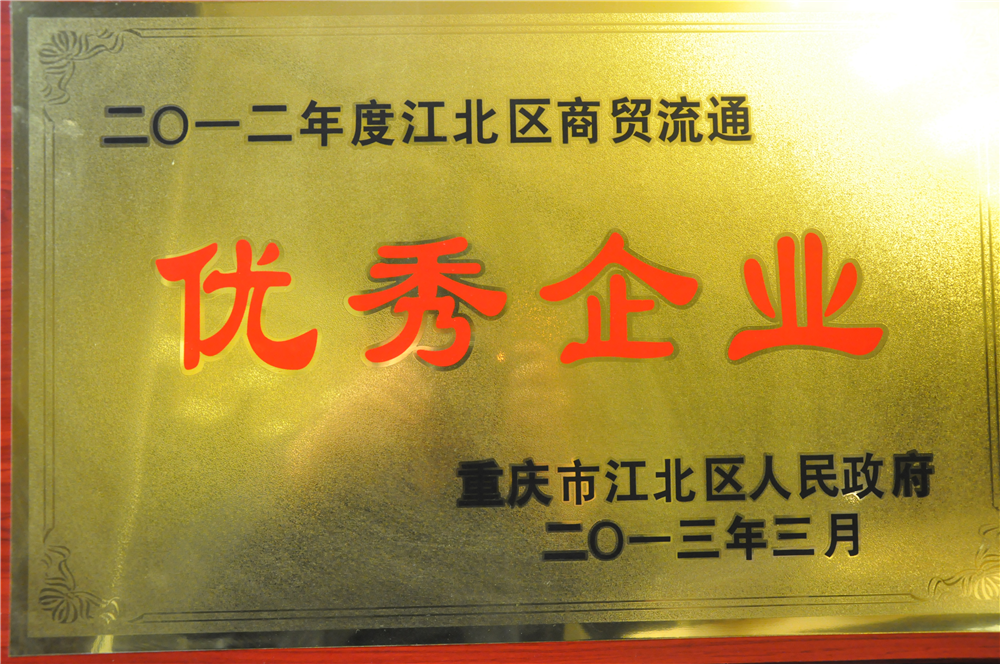 二〇一二年度江北区商贸流通
优秀企业
重庆市江北区人民政府
二〇一三年三月